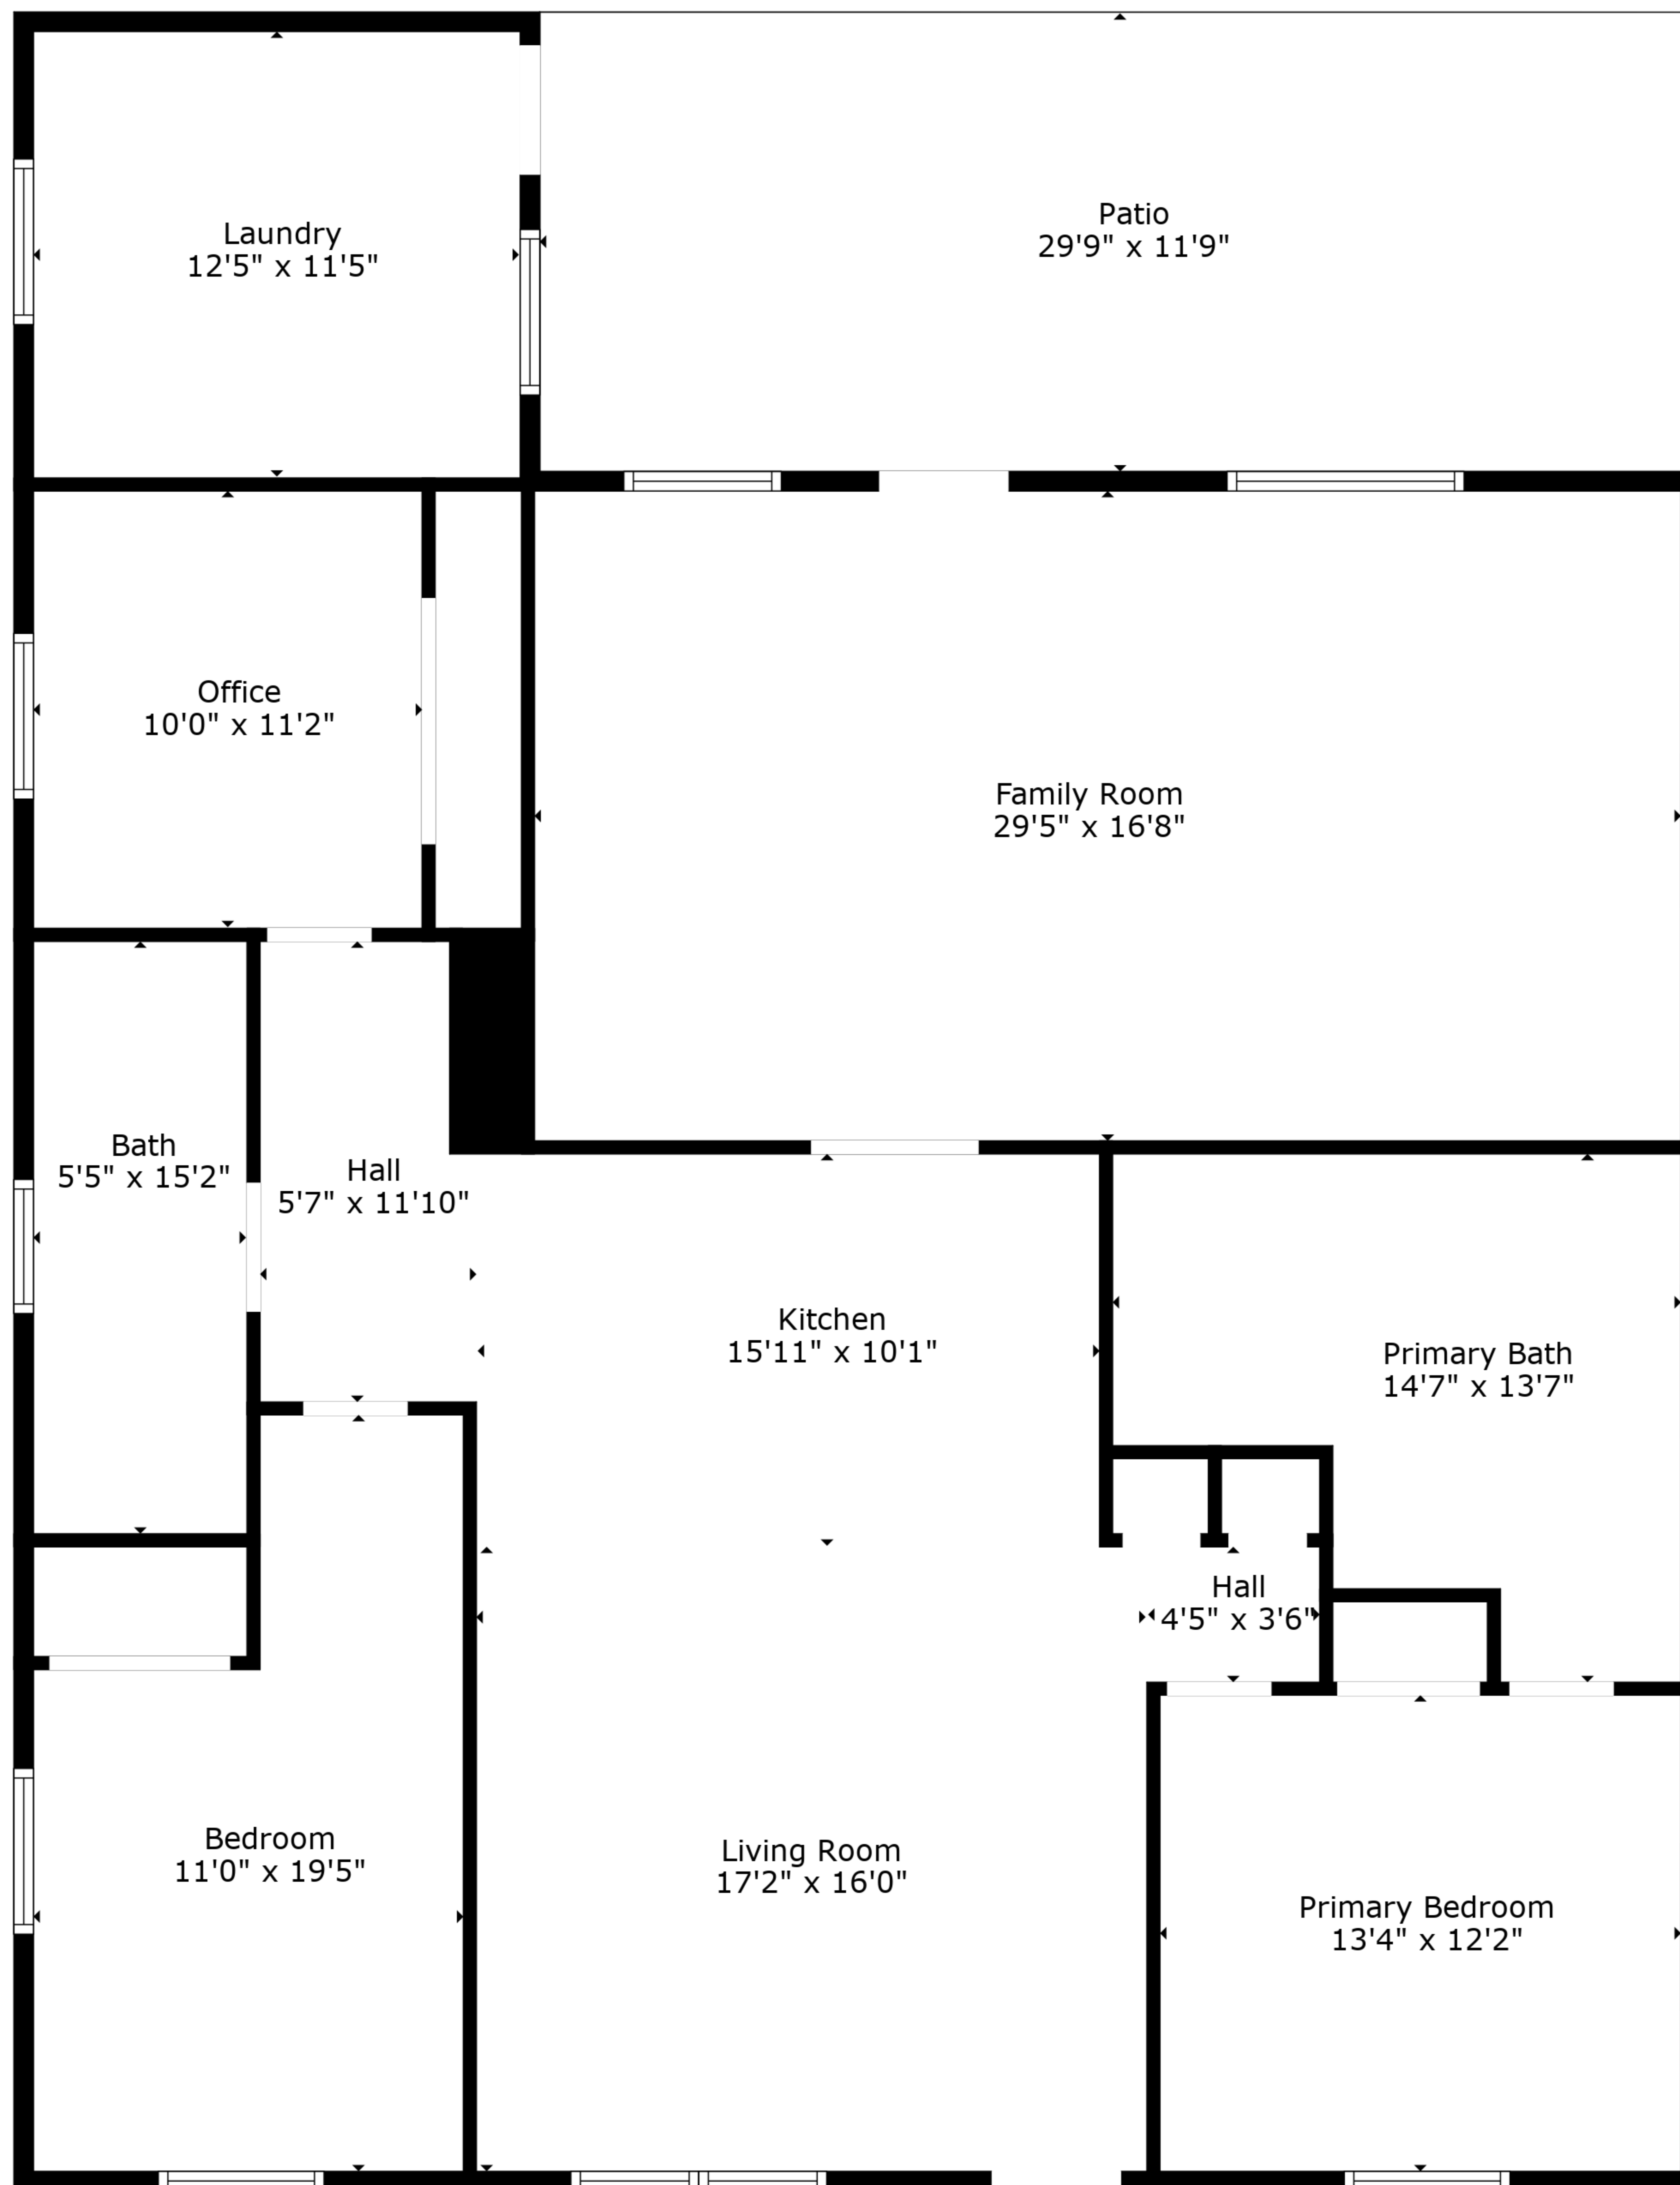 Patio
29'9" x 11'9"
Laundry
12'5" x 11'5"
Office
10'0" x 11'2"
Family Room
29'5" x 16'8"
Bath
5'5" x 15'2"
Hall
5'7" x 11'10"
Kitchen
15'11" x 10'1"
Primary Bath
14'7" x 13'7"
Hall
4'5" x 3'6"
Bedroom
11'0" x 19'5"
Living Room
17'2" x 16'0"
Primary Bedroom
13'4" x 12'2"